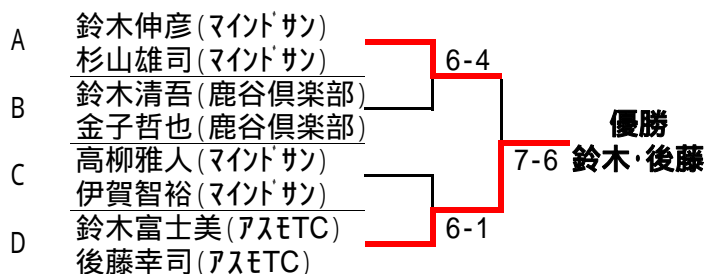 A 鈴木伸彦(ﾏｲﾝﾄﾞｻﾝ)
杉山雄司(ﾏｲﾝﾄﾞｻﾝ)
6-4
B 鈴木清吾(鹿谷倶楽部)
金子哲也(鹿谷倶楽部)
C 高柳雅人(ﾏｲﾝﾄﾞｻﾝ)
伊賀智裕(ﾏｲﾝﾄﾞｻﾝ)
7-6
優勝
鈴木･後藤
D 鈴木富士美(ｱｽﾓTC)
後藤幸司(ｱｽﾓTC)
6-1